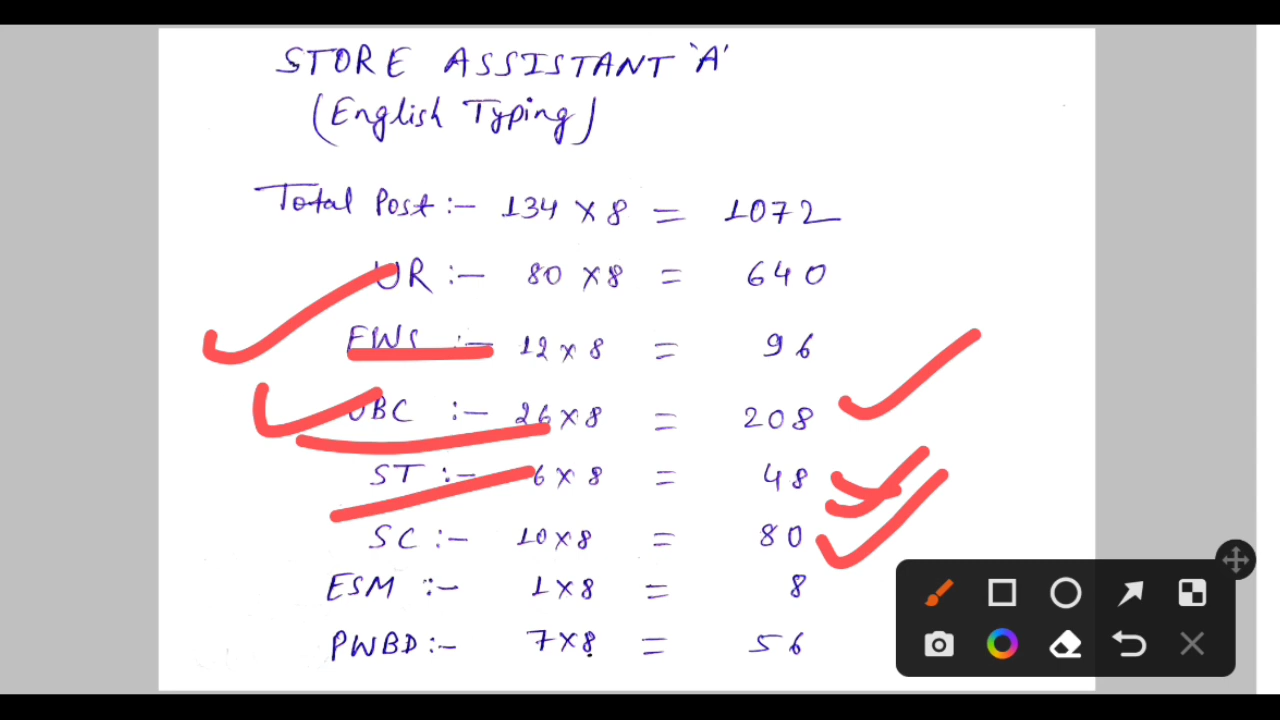 STORE ASSISTANT 'A'
(English Typing)
Total Post :- 134 x 8 = 1072
UR :- 80 x 8 = 640
EWS :- 12 x 8 = 96
OBC :- 26 x 8 = 208
ST :- 6 x 8 = 48
SC :- 10 x 8 = 80
ESM :- 1 x 8 = 8
PWBD :- 7 x 8 = 56